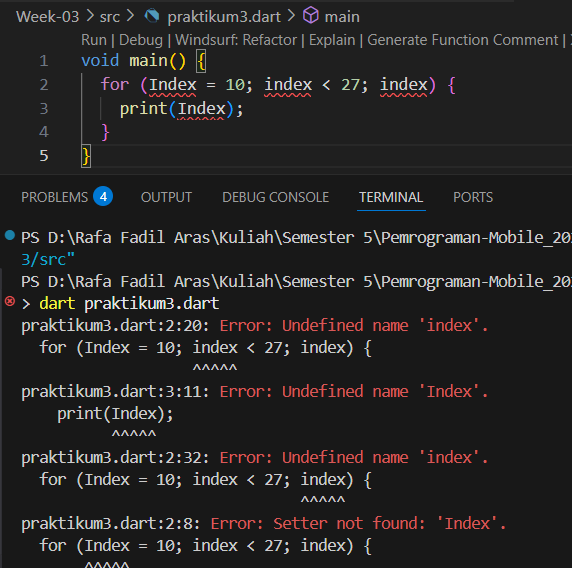 Week-03 > src > praktikum3.dart > main
Run | Debug | Windsurf: Refactor | Explain | Generate Function Comment |
1 void main() {
2 for (Index = 10; index < 27; index) {
3 print(Index);
4 }
5 }
PROBLEMS 4 OUTPUT DEBUG CONSOLE TERMINAL PORTS
PS D:\Rafa Fadil Aras\Kuliah\Semester 5\Pemrograman-Mobile_202
3/src"
PS D:\Rafa Fadil Aras\Kuliah\Semester 5\Pemrograman-Mobile_202
> dart praktikum3.dart
praktikum3.dart:2:20: Error: Undefined name 'index'.
for (Index = 10; index < 27; index) {
^^^^^
praktikum3.dart:3:11: Error: Undefined name 'Index'.
print(Index);
^^^^^
praktikum3.dart:2:32: Error: Undefined name 'index'.
for (Index = 10; index < 27; index) {
^^^^^
praktikum3.dart:2:8: Error: Setter not found: 'Index'.
for (Index = 10; index < 27; index) {
^^^^^